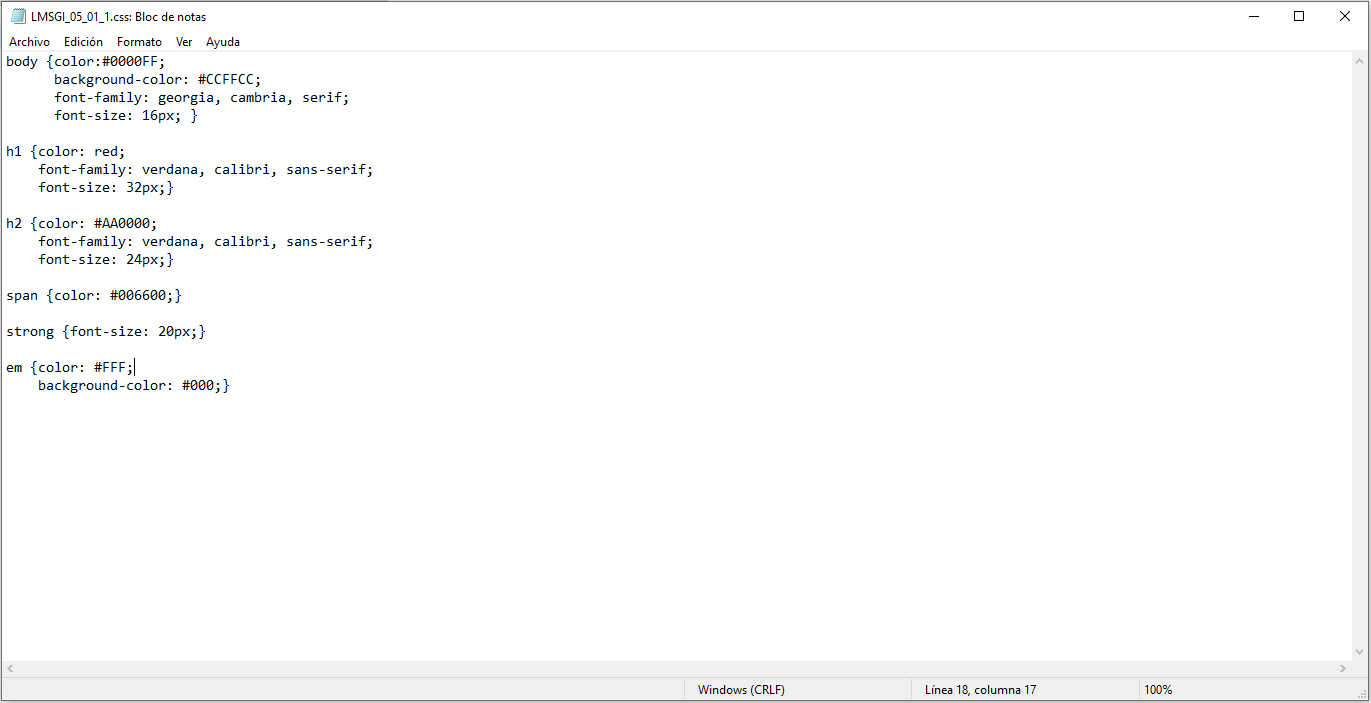 LMSGI_05_01_1.css: Bloc de notas
Archivo Edición Formato Ver Ayuda
body {color:#0000FF;
      background-color: #CCFFCC;
      font-family: georgia, cambria, serif;
      font-size: 16px; }

h1 {color: red;
    font-family: verdana, calibri, sans-serif;
    font-size: 32px;}

h2 {color: #AA0000;
    font-family: verdana, calibri, sans-serif;
    font-size: 24px;}

span {color: #006600;}

strong {font-size: 20px;}

em {color: #FFF;
    background-color: #000;}
Windows (CRLF) Línea 18, columna 17 100%